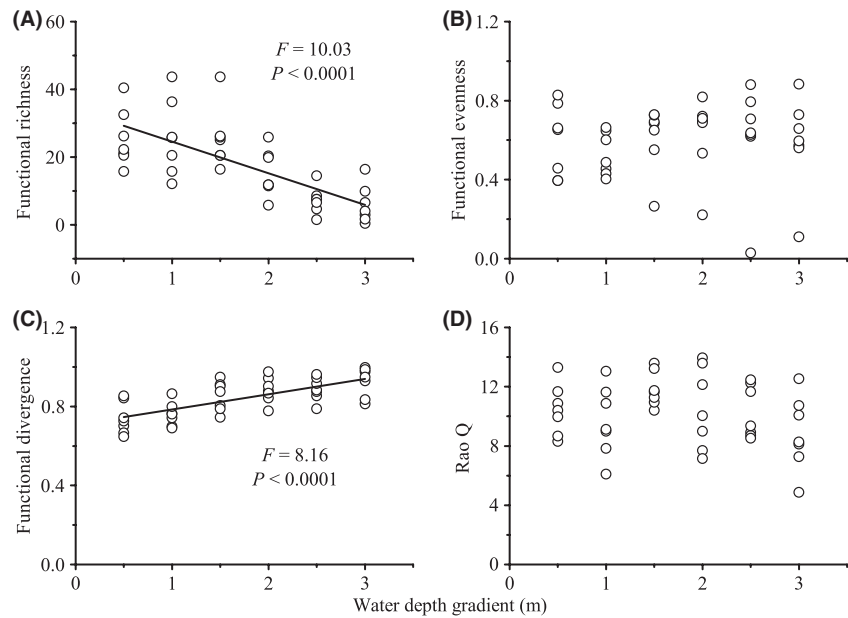 (A)
60
40
20
0
Functional richness
F = 10.03
P < 0.0001
0 1 2 3
(B)
1.2
0.8
0.4
0.0
Functional evenness
0 1 2 3
(C)
1.2
0.8
0.4
0.0
Functional divergence
F = 8.16
P < 0.0001
0 1 2 3
(D)
16
12
8
4
0
Rao Q
0 1 2 3
Water depth gradient (m)